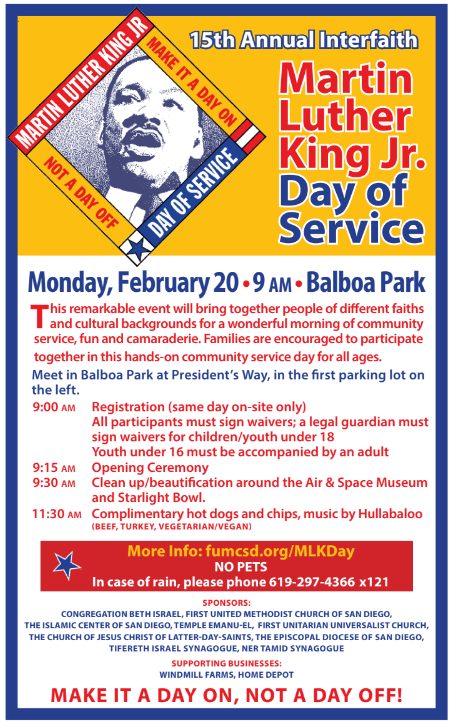 MARTIN LUTHER KING JR
MAKE IT A DAY ON
NOT A DAY OFF
DAY OF SERVICE
15th Annual Interfaith
Martin
Luther
King Jr.
Day of
Service
Monday, February 20 • 9 AM • Balboa Park
This remarkable event will bring together people of different faiths
and cultural backgrounds for a wonderful morning of community
service, fun and camaraderie. Families are encouraged to participate
together in this hands-on community service day for all ages.
Meet in Balboa Park at President's Way, in the first parking lot on
the left.
9:00 AM Registration (same day on-site only)
All participants must sign waivers; a legal guardian must
sign waivers for children/youth under 18
Youth under 16 must be accompanied by an adult
9:15 AM Opening Ceremony
9:30 AM Clean up/beautification around the Air & Space Museum
and Starlight Bowl.
11:30 AM Complimentary hot dogs and chips, music by Hullabaloo
(BEEF, TURKEY, VEGETARIAN/VEGAN)
More Info: fumcsd.org/MLKDay
NO PETS
In case of rain, please phone 619-297-4366 x121
SPONSORS:
CONGREGATION BETH ISRAEL, FIRST UNITED METHODIST CHURCH OF SAN DIEGO,
THE ISLAMIC CENTER OF SAN DIEGO, TEMPLE EMANU-EL, FIRST UNITARIAN UNIVERSALIST CHURCH,
THE CHURCH OF JESUS CHRIST OF LATTER-DAY-SAINTS, THE EPISCOPAL DIOCESE OF SAN DIEGO,
TIFERETH ISRAEL SYNAGOGUE, NER TAMID SYNAGOGUE
SUPPORTING BUSINESSES:
WINDMILL FARMS, HOME DEPOT
MAKE IT A DAY ON, NOT A DAY OFF!